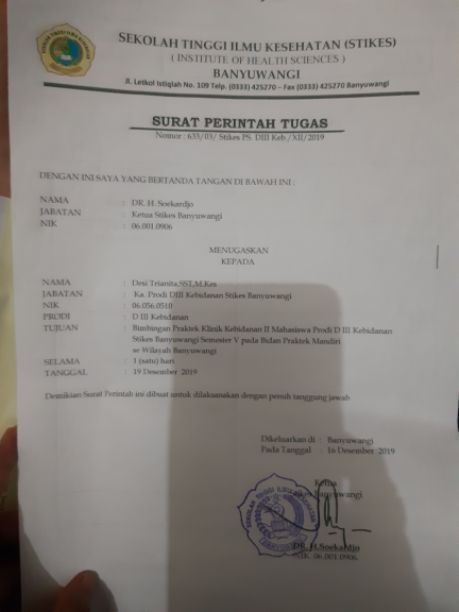 SEKOLAH TINGGI ILMU KESEHATAN (STIKES)
( INSTITUTE OF HEALTH SCIENCES )
BANYUWANGI
Jl. Letkol Istiqlah No. 109 Telp. (0333) 425270 – Fax (0333) 425270 Banyuwangi
SURAT PERINTAH TUGAS
Nomor : 633/03/ Stikes PS. DIII Keb./XII/2019
DENGAN INI SAYA YANG BERTANDA TANGAN DI BAWAH INI :
NAMA : DR. H. Soekardjo
JABATAN : Ketua Stikes Banyuwangi
NIK : 06.001.0906
MENUGASKAN
KEPADA
NAMA : Desi Trianita,SST,M.Kes
JABATAN : Ka. Prodi DIII Kebidanan Stikes Banyuwangi
NIK : 06.056.0510
PRODI : D III Kebidanan
TUJUAN : Bimbingan Praktek Klinik Kebidanan II Mahasiswa Prodi D III Kebidanan
Stikes Banyuwangi Semester V pada Bidan Praktek Mandiri
se Wilayah Banyuwangi
SELAMA : 1 (satu) hari
TANGGAL : 19 Desember 2019
Demikian Surat Perintah ini dibuat untuk dilaksanakan dengan penuh tanggung jawab
Dikeluarkan di : Banyuwangi
Pada Tanggal : 16 Desember 2019
Ketua
Stikes Banyuwangi
DR. H.Soekardjo
NIK. 06.001.0906